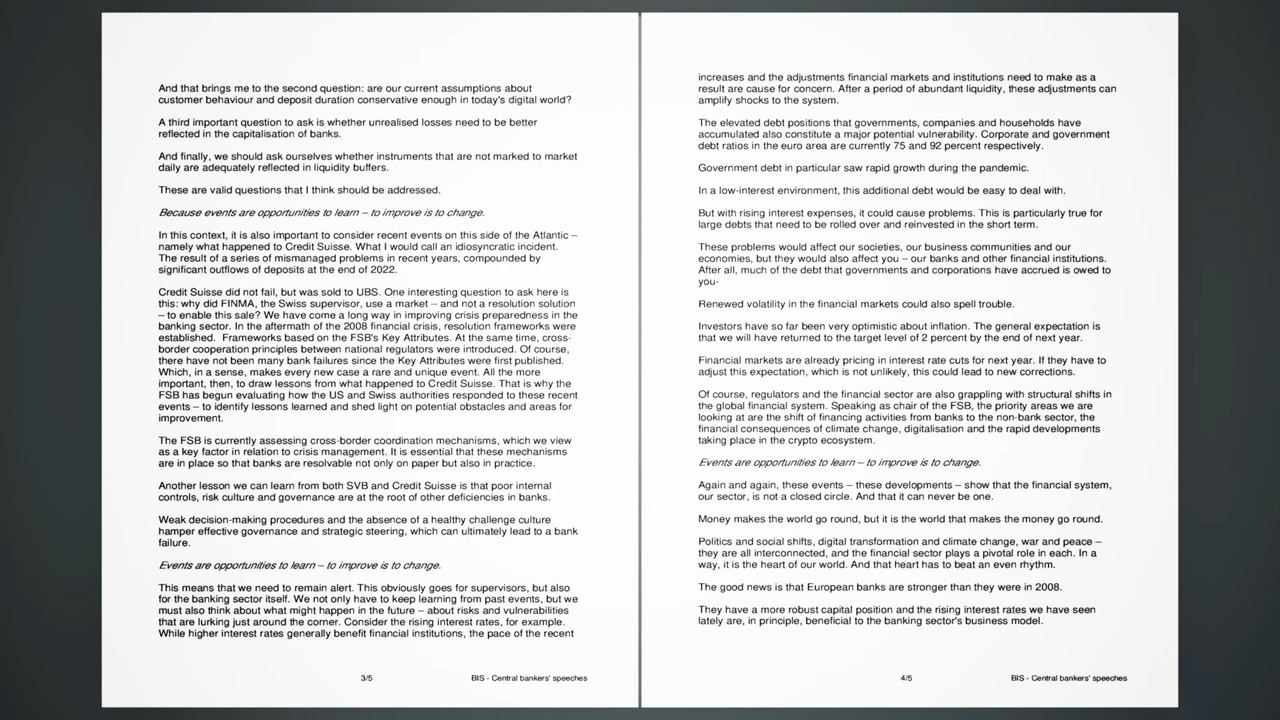 And that brings me to the second question: are our current assumptions about
customer behaviour and deposit duration conservative enough in today's digital world?
A third important question to ask is whether unrealised losses need to be better
reflected in the capitalisation of banks.
And finally, we should ask ourselves whether instruments that are not marked to market
daily are adequately reflected in liquidity buffers.
These are valid questions that I think should be addressed.
Because events are opportunities to learn – to improve is to change.
In this context, it is also important to consider recent events on this side of the Atlantic –
namely what happened to Credit Suisse. What I would call an idiosyncratic incident.
The result of a series of mismanaged problems in recent years, compounded by
significant outflows of deposits at the end of 2022.
Credit Suisse did not fail, but was sold to UBS. One interesting question to ask here is
this: why did FINMA, the Swiss supervisor, use a market – and not a resolution solution
– to enable this sale? We have come a long way in improving crisis preparedness in the
banking sector. In the aftermath of the 2008 financial crisis, resolution frameworks were
established.  Frameworks based on the FSB's Key Attributes. At the same time, cross-
border cooperation principles between national regulators were introduced. Of course,
there have not been many bank failures since the Key Attributes were first published.
Which, in a sense, makes every new case a rare and unique event. All the more
important, then, to draw lessons from what happened to Credit Suisse. That is why the
FSB has begun evaluating how the US and Swiss authorities responded to these recent
events – to identify lessons learned and shed light on potential obstacles and areas for
improvement.
The FSB is currently assessing cross-border coordination mechanisms, which we view
as a key factor in relation to crisis management. It is essential that these mechanisms
are in place so that banks are resolvable not only on paper but also in practice.
Another lesson we can learn from both SVB and Credit Suisse is that poor internal
controls, risk culture and governance are at the root of other deficiencies in banks.
Weak decision-making procedures and the absence of a healthy challenge culture
hamper effective governance and strategic steering, which can ultimately lead to a bank
failure.
Events are opportunities to learn – to improve is to change.
This means that we need to remain alert. This obviously goes for supervisors, but also
for the banking sector itself. We not only have to keep learning from past events, but we
must also think about what might happen in the future – about risks and vulnerabilities
that are lurking just around the corner. Consider the rising interest rates, for example.
While higher interest rates generally benefit financial institutions, the pace of the recent
3/5
BIS - Central bankers' speeches
increases and the adjustments financial markets and institutions need to make as a
result are cause for concern. After a period of abundant liquidity, these adjustments can
amplify shocks to the system.
The elevated debt positions that governments, companies and households have
accumulated also constitute a major potential vulnerability. Corporate and government
debt ratios in the euro area are currently 75 and 92 percent respectively.
Government debt in particular saw rapid growth during the pandemic.
In a low-interest environment, this additional debt would be easy to deal with.
But with rising interest expenses, it could cause problems. This is particularly true for
large debts that need to be rolled over and reinvested in the short term.
These problems would affect our societies, our business communities and our
economies, but they would also affect you – our banks and other financial institutions.
After all, much of the debt that governments and corporations have accrued is owed to
you-
Renewed volatility in the financial markets could also spell trouble.
Investors have so far been very optimistic about inflation. The general expectation is
that we will have returned to the target level of 2 percent by the end of next year.
Financial markets are already pricing in interest rate cuts for next year. If they have to
adjust this expectation, which is not unlikely, this could lead to new corrections.
Of course, regulators and the financial sector are also grappling with structural shifts in
the global financial system. Speaking as chair of the FSB, the priority areas we are
looking at are the shift of financing activities from banks to the non-bank sector, the
financial consequences of climate change, digitalisation and the rapid developments
taking place in the crypto ecosystem.
Events are opportunities to learn – to improve is to change.
Again and again, these events – these developments – show that the financial system,
our sector, is not a closed circle. And that it can never be one.
Money makes the world go round, but it is the world that makes the money go round.
Politics and social shifts, digital transformation and climate change, war and peace –
they are all interconnected, and the financial sector plays a pivotal role in each. In a
way, it is the heart of our world. And that heart has to beat an even rhythm.
The good news is that European banks are stronger than they were in 2008.
They have a more robust capital position and the rising interest rates we have seen
lately are, in principle, beneficial to the banking sector's business model.
4/5
BIS - Central bankers' speeches